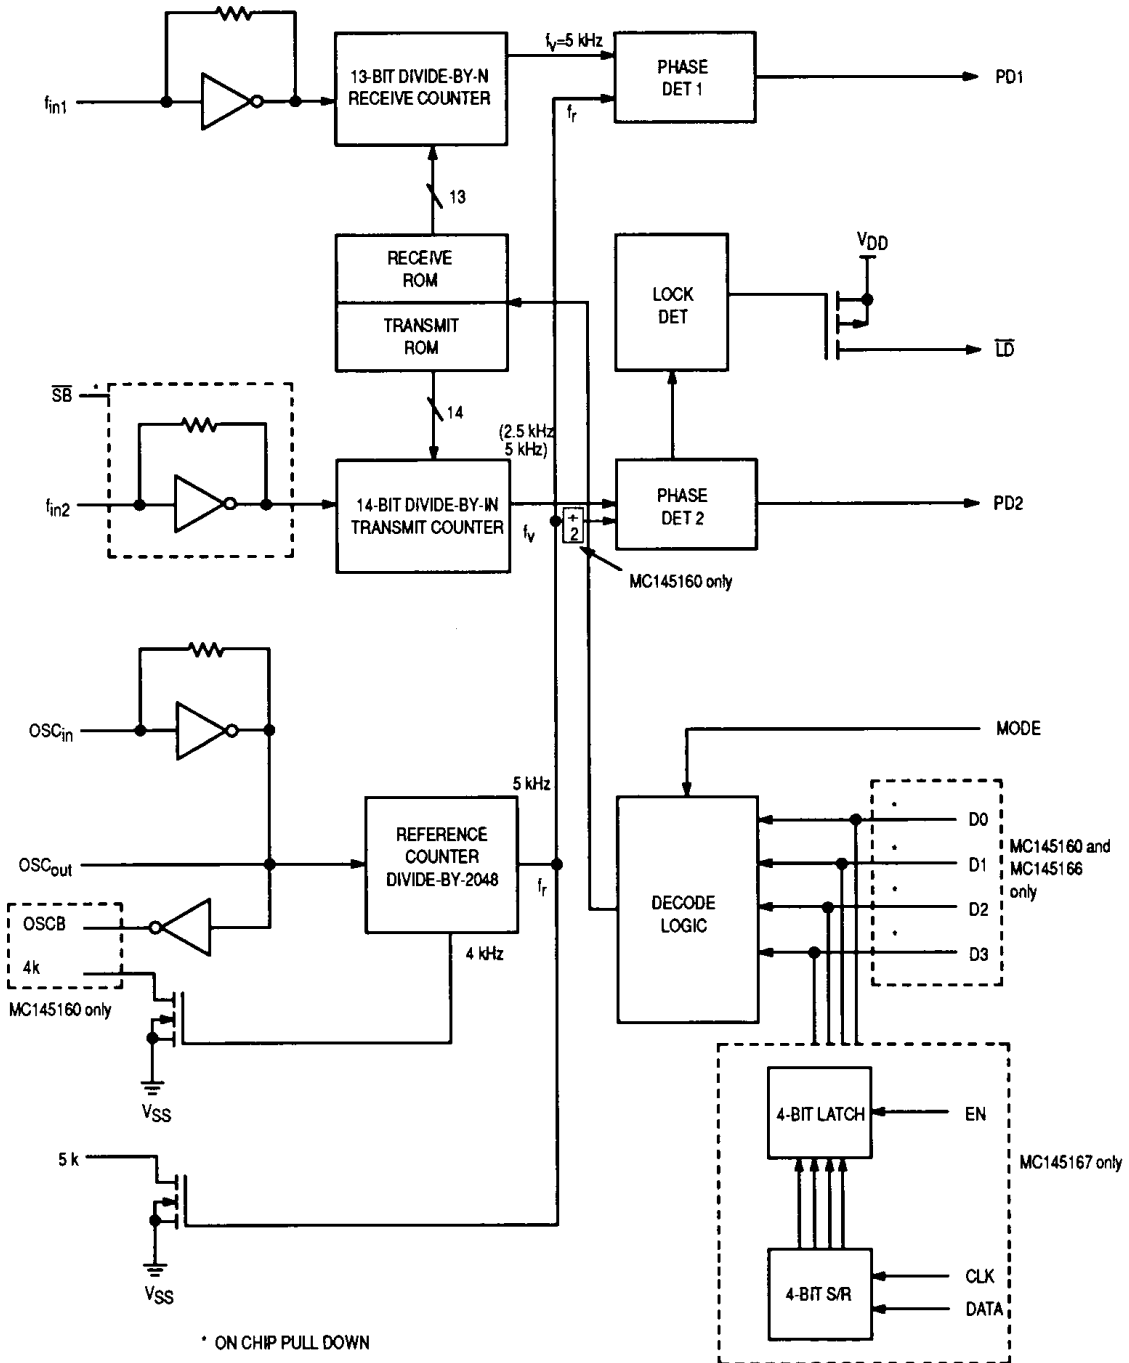 f_in1
13-BIT DIVIDE-BY-N
RECEIVE COUNTER
f_v=5 kHz
f_r
PHASE
DET 1
PD1
13
RECEIVE
ROM
TRANSMIT
ROM
14
LOCK
DET
V_DD
L̅D̅
S̅B̅ *
f_in2
(2.5 kHz
5 kHz)
14-BIT DIVIDE-BY-IN
TRANSMIT COUNTER
f_v
÷
2
PHASE
DET 2
PD2
MC145160 only
OSC_in
OSC_out
5 kHz
REFERENCE
COUNTER
DIVIDE-BY-2048
f_r
4 kHz
OSCB
4k
MC145160 only
V_SS
5 k
V_SS
MODE
DECODE
LOGIC
* D0
* D1
* D2
* D3
MC145160 and
MC145166
only
4-BIT LATCH
EN
MC145167 only
4-BIT S/R
CLK
DATA
* ON CHIP PULL DOWN